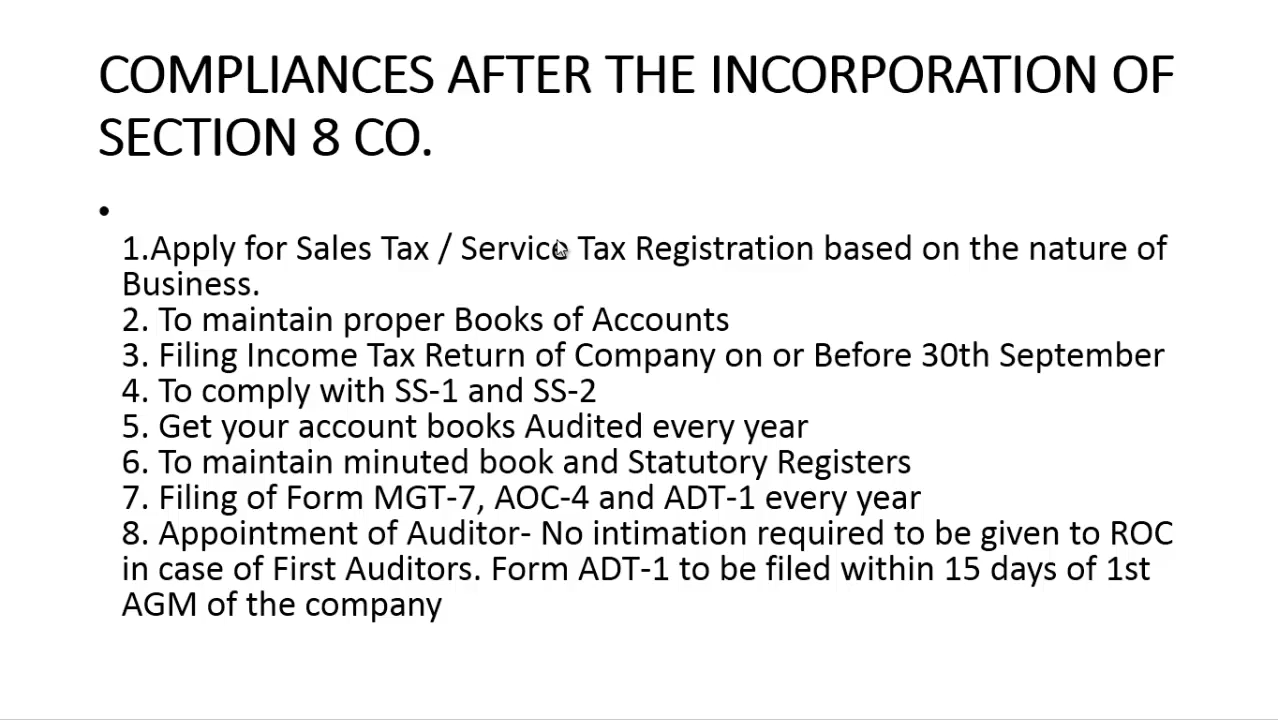 COMPLIANCES AFTER THE INCORPORATION OF
SECTION 8 CO.
•
1.Apply for Sales Tax / Service Tax Registration based on the nature of
Business.
2. To maintain proper Books of Accounts
3. Filing Income Tax Return of Company on or Before 30th September
4. To comply with SS-1 and SS-2
5. Get your account books Audited every year
6. To maintain minuted book and Statutory Registers
7. Filing of Form MGT-7, AOC-4 and ADT-1 every year
8. Appointment of Auditor- No intimation required to be given to ROC
in case of First Auditors. Form ADT-1 to be filed within 15 days of 1st
AGM of the company